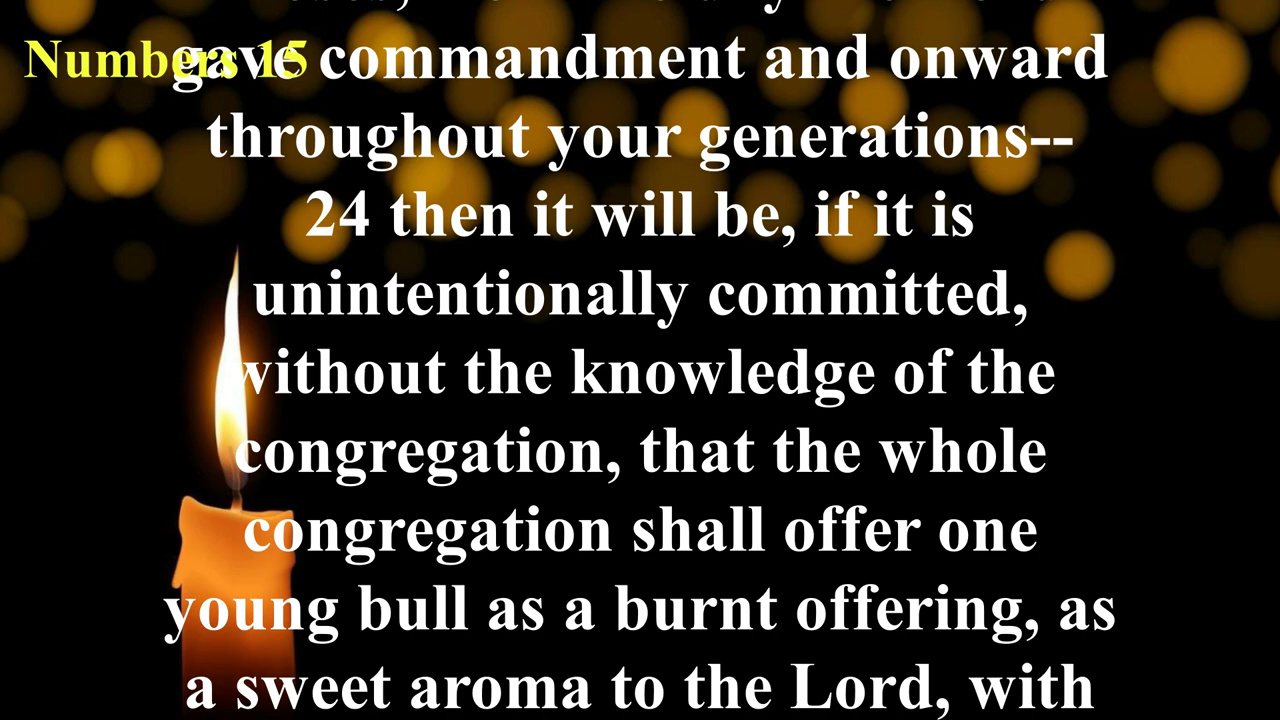 Numbers 15
gave commandment and onward
throughout your generations--
24 then it will be, if it is
unintentionally committed,
without the knowledge of the
congregation, that the whole
congregation shall offer one
young bull as a burnt offering, as
a sweet aroma to the Lord, with